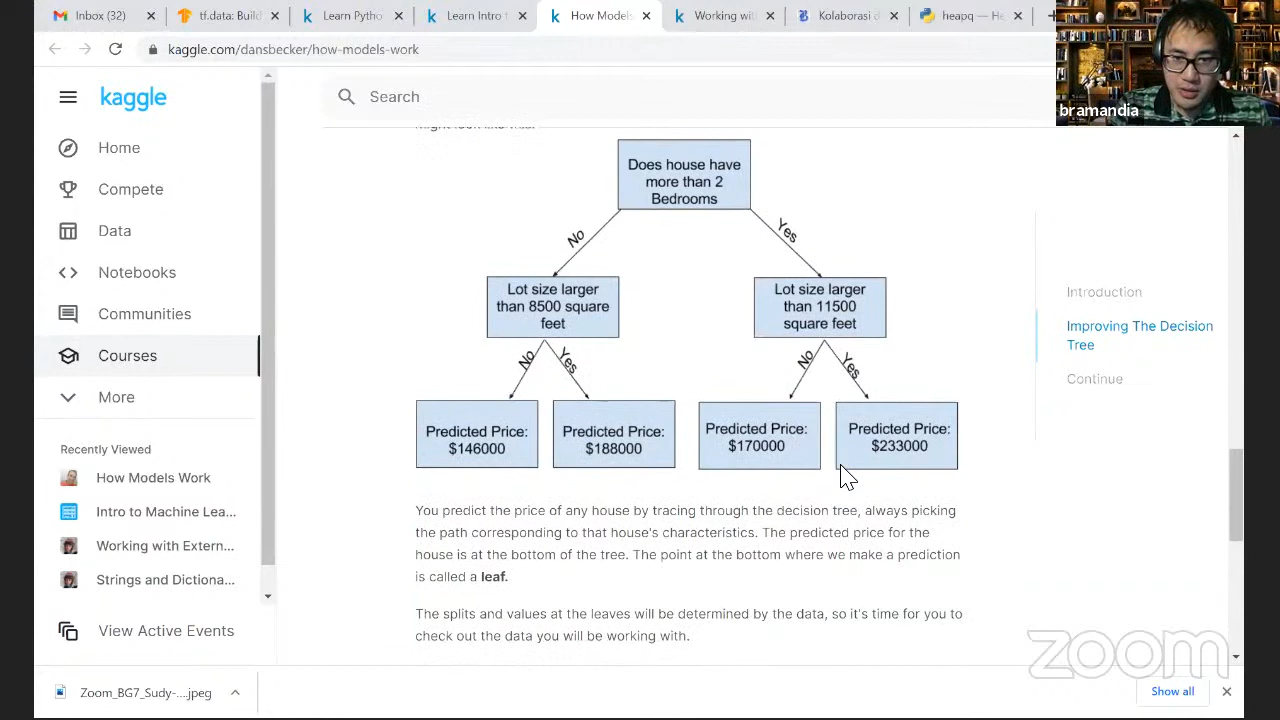 Inbox (32)
tf.data: Buil
Learn Intro t
Learn Intro t
How Models
Working wit
Kolaboras
heapq — He
kaggle.com/dansbecker/how-models-work
bramandia
kaggle
Search
Home
Compete
Data
Notebooks
Communities
Courses
More
Recently Viewed
How Models Work
Intro to Machine Lea...
Working with Extern...
Strings and Dictiona...
View Active Events
Does house have
more than 2
Bedrooms
No
Yes
Lot size larger
than 8500 square
feet
Lot size larger
than 11500
square feet
No
Yes
No
Yes
Predicted Price:
$146000
Predicted Price:
$188000
Predicted Price:
$170000
Predicted Price:
$233000
You predict the price of any house by tracing through the decision tree, always picking
the path corresponding to that house's characteristics. The predicted price for the
house is at the bottom of the tree. The point at the bottom where we make a prediction
is called a leaf.
The splits and values at the leaves will be determined by the data, so it's time for you to
check out the data you will be working with.
Introduction
Improving The Decision
Tree
Continue
zoom
Zoom_BG7_Sudy-....jpeg
Show all